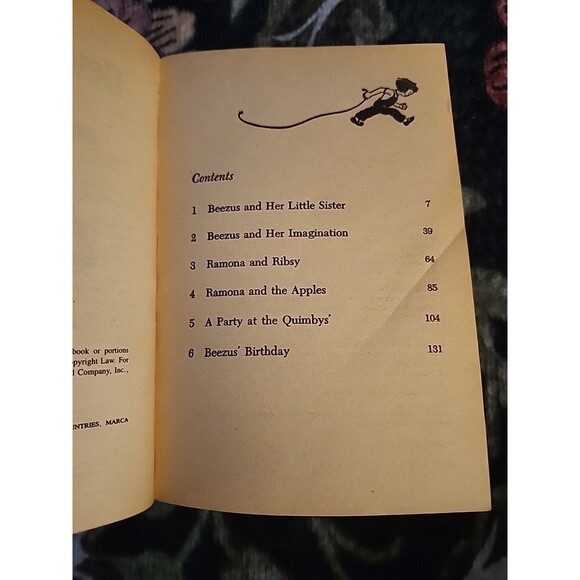 book or portions
pyright Law. For
l Company, Inc.,
UNTRIES, MARCA
Contents
1 Beezus and Her Little Sister 7
2 Beezus and Her Imagination 39
3 Ramona and Ribsy 64
4 Ramona and the Apples 85
5 A Party at the Quimbys' 104
6 Beezus' Birthday 131